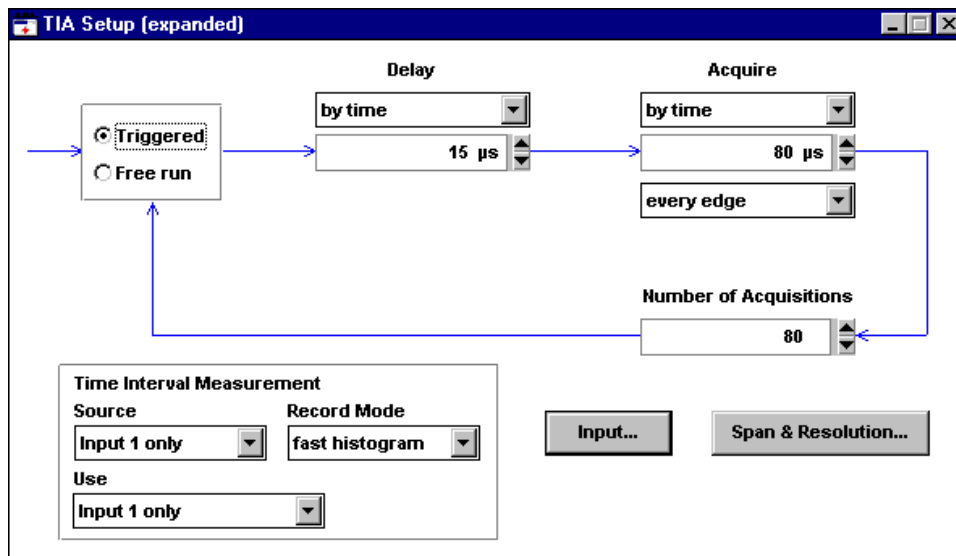 TIA Setup (expanded)
Delay
Acquire
by time
by time
Triggered
15 µs
80 µs
Free run
every edge
Number of Acquisitions
80
Time Interval Measurement
Source
Record Mode
Input 1 only
fast histogram
Input...
Span & Resolution...
Use
Input 1 only